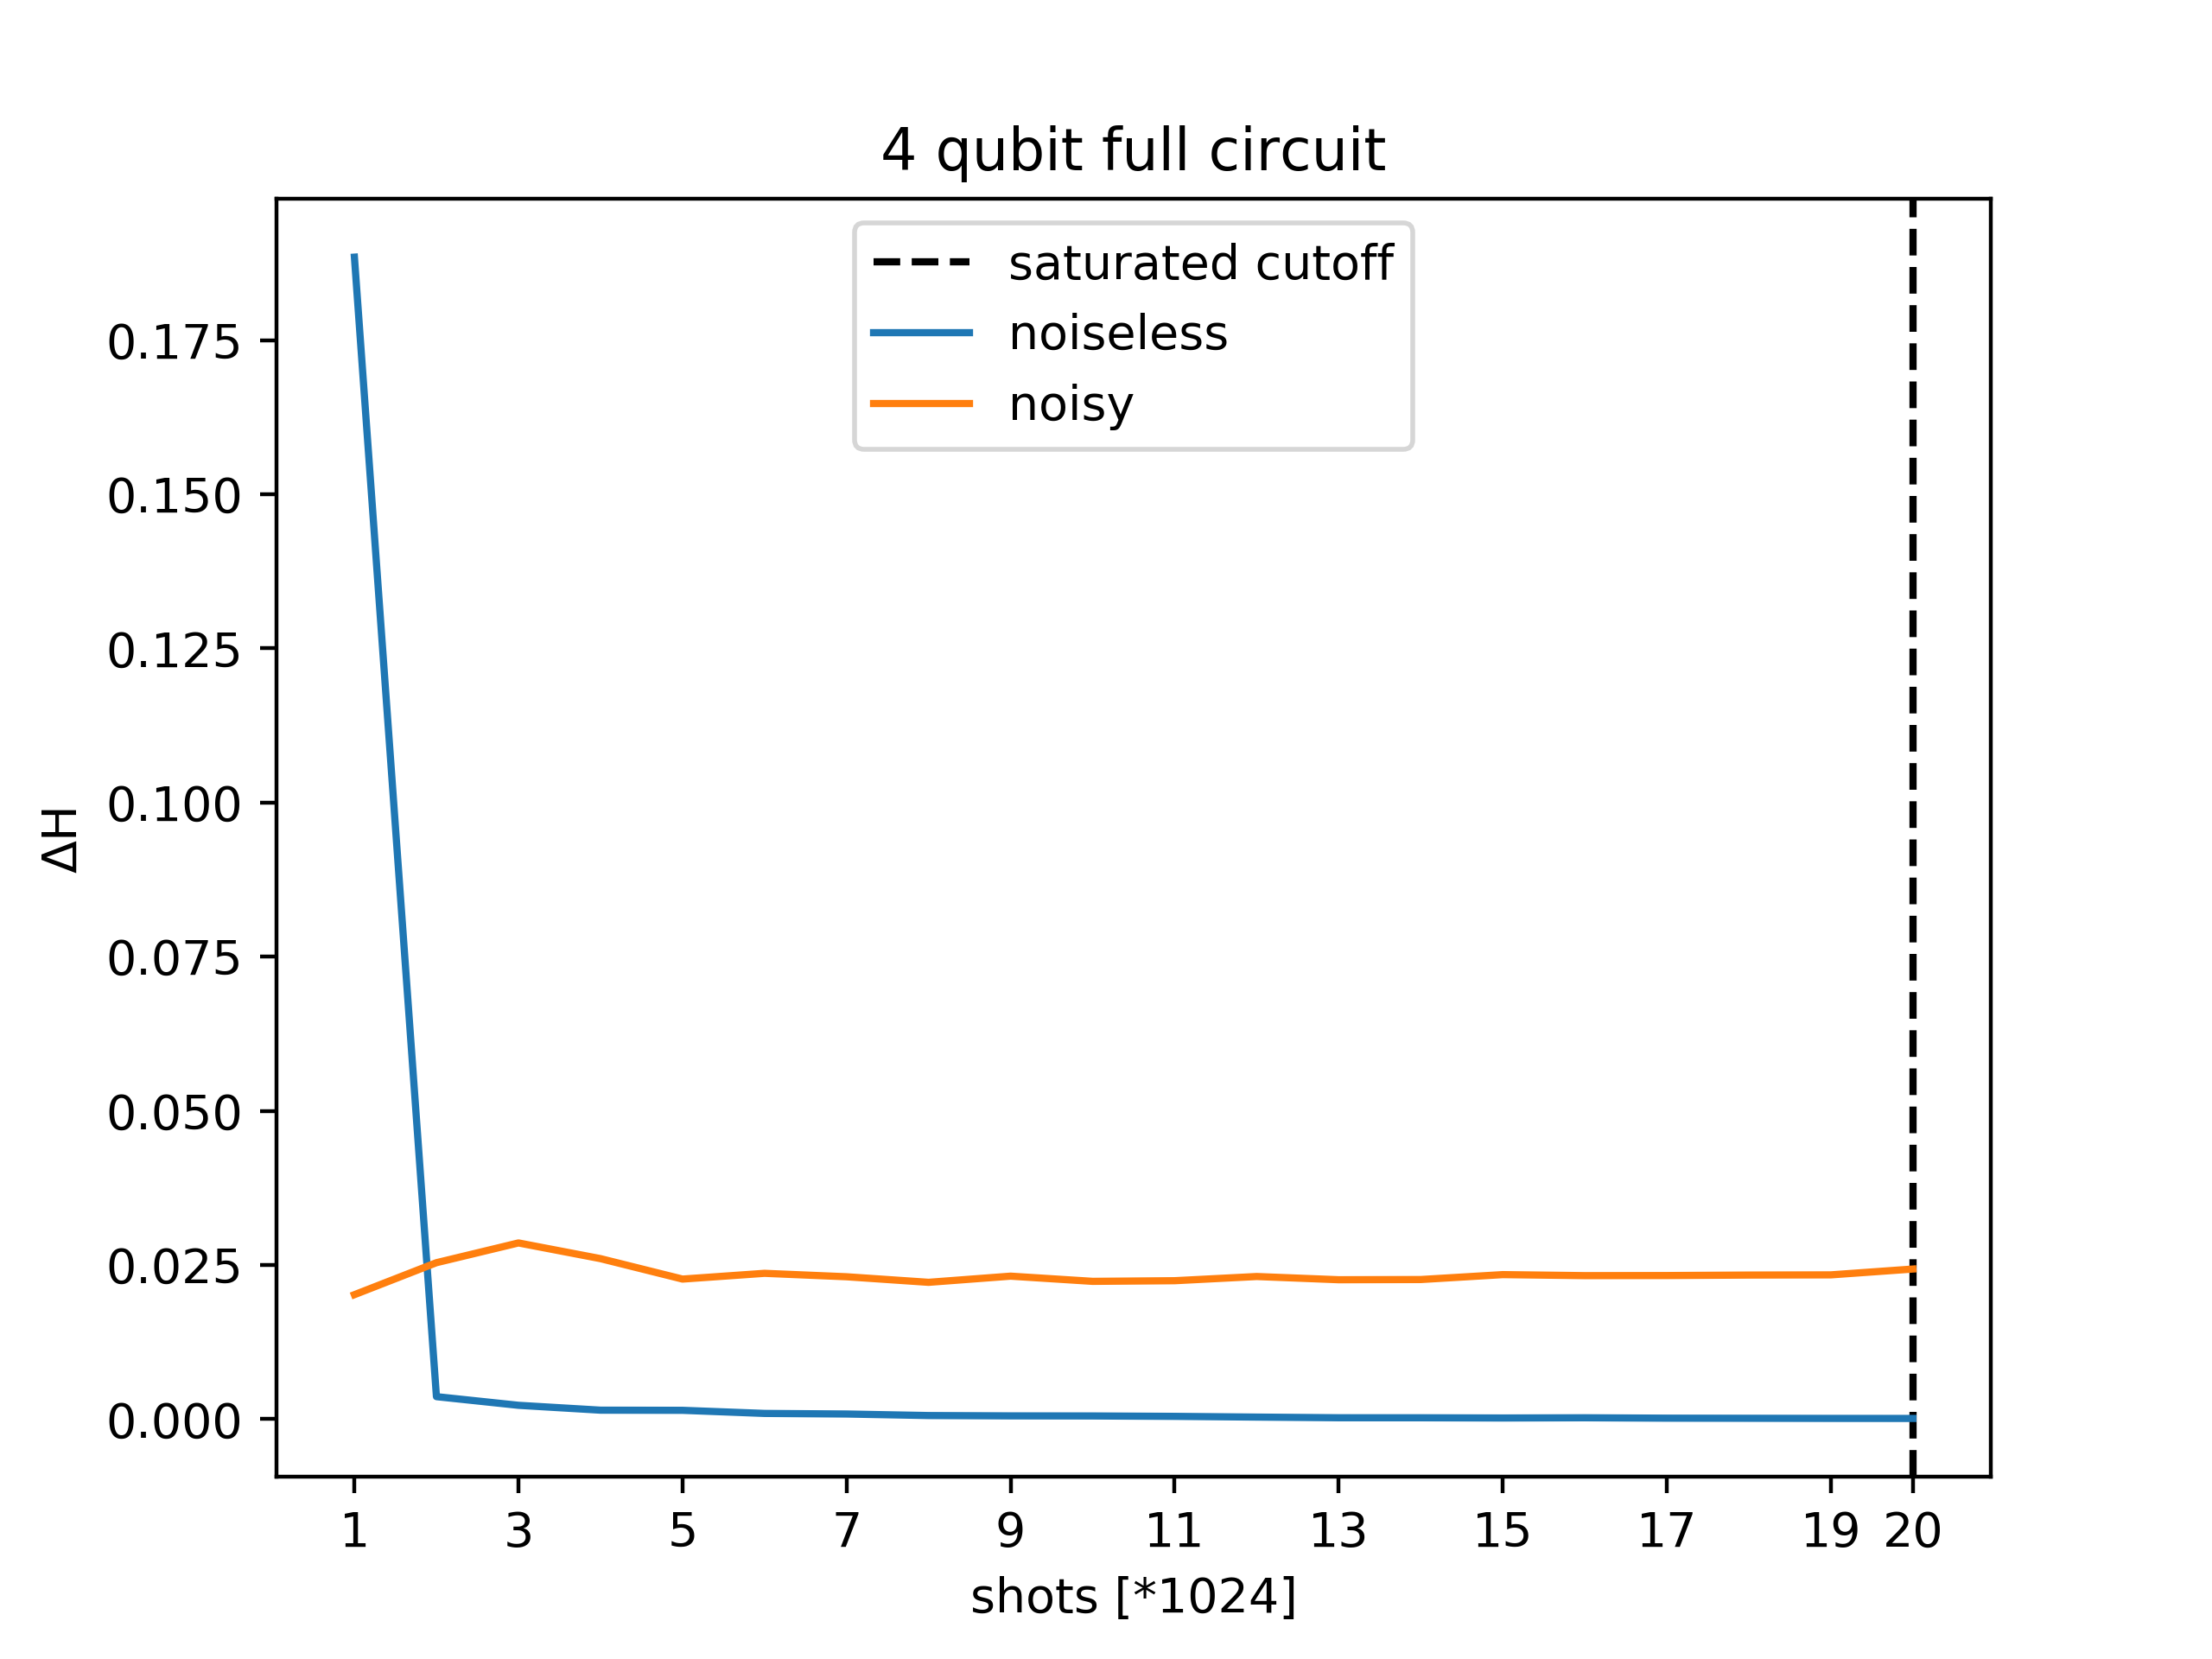 4 qubit full circuit
saturated cutoff
noiseless
noisy
0.175
0.150
0.125
0.100
0.075
0.050
0.025
0.000
ΔH
1 3 5 7 9 11 13 15 17 19 20
shots [*1024]